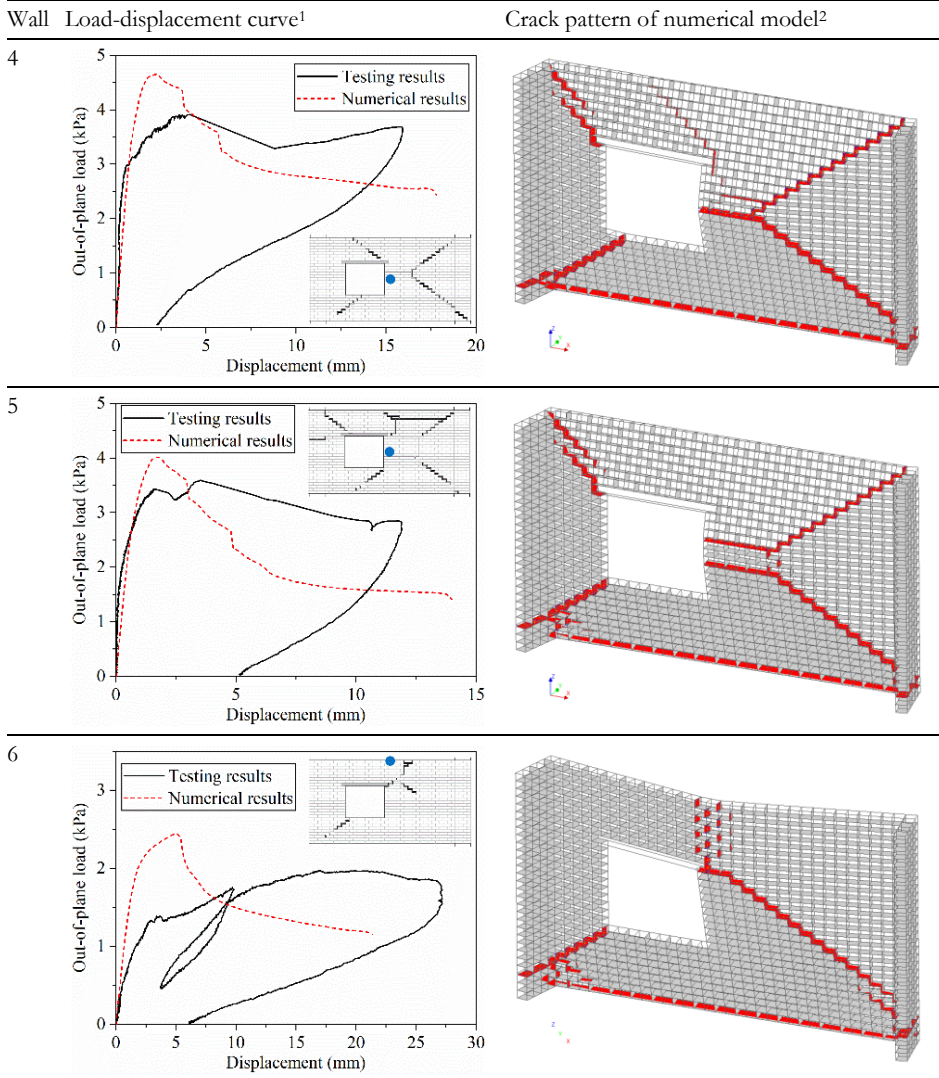 Wall Load-displacement curve1 Crack pattern of numerical model2
4
5
4
3
2
1
0
Out-of-plane load (kPa)
Testing results
Numerical results
0 5 10 15 20
Displacement (mm)
Z
Y
X
5
5
4
3
2
1
0
Out-of-plane load (kPa)
Testing results
Numerical results
0 5 10 15
Displacement (mm)
Z
Y
X
6
3
2
1
0
Out-of-plane load (kPa)
Testing results
Numerical results
0 5 10 15 20 25 30
Displacement (mm)
Z
Y
X